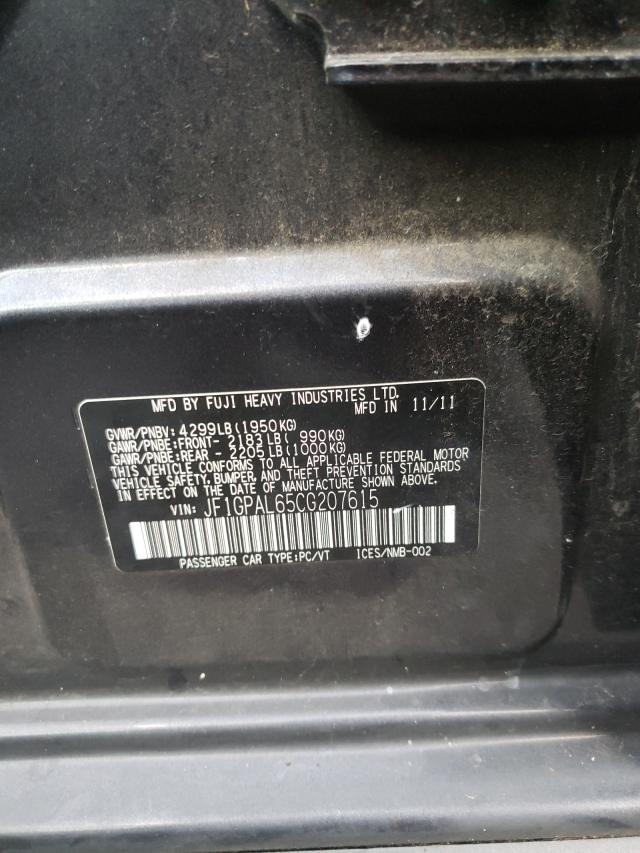 MFD BY FUJI HEAVY INDUSTRIES LTD.
MFD IN 11/11
GVWR/PNBV: 4299LB(1950KG)
GAWR/PNBE:FRONT- 2183LB( 990KG)
GAWR/PNBE:REAR - 2205LB(1000KG)
THIS VEHICLE CONFORMS TO ALL APPLICABLE FEDERAL MOTOR
VEHICLE SAFETY, BUMPER, AND THEFT PREVENTION STANDARDS
IN EFFECT ON THE DATE OF MANUFACTURE SHOWN ABOVE.
VIN: JF1GPAL65CG207615
PASSENGER CAR TYPE:PC/VT ICES/NMB-002